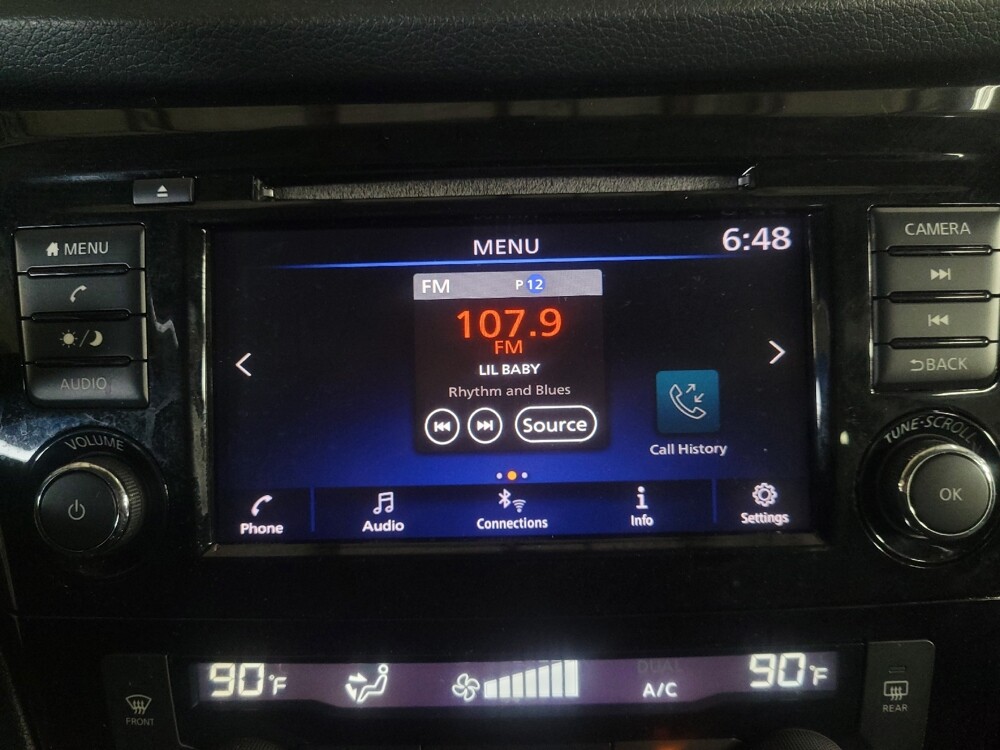 MENU
AUDIO
VOLUME
MENU
6:48
FM P 12
107.9
FM
LIL BABY
Rhythm and Blues
Source
Call History
Phone
Audio
Connections
Info
Settings
CAMERA
BACK
TUNE·SCROLL
OK
90°F
DUAL
A/C
90°F
FRONT
REAR